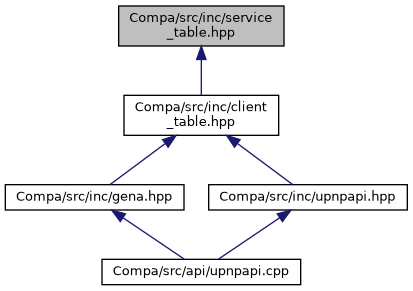 Compa/src/inc/service
_table.hpp
Compa/src/inc/client
_table.hpp
Compa/src/inc/gena.hpp
Compa/src/inc/upnpapi.hpp
Compa/src/api/upnpapi.cpp